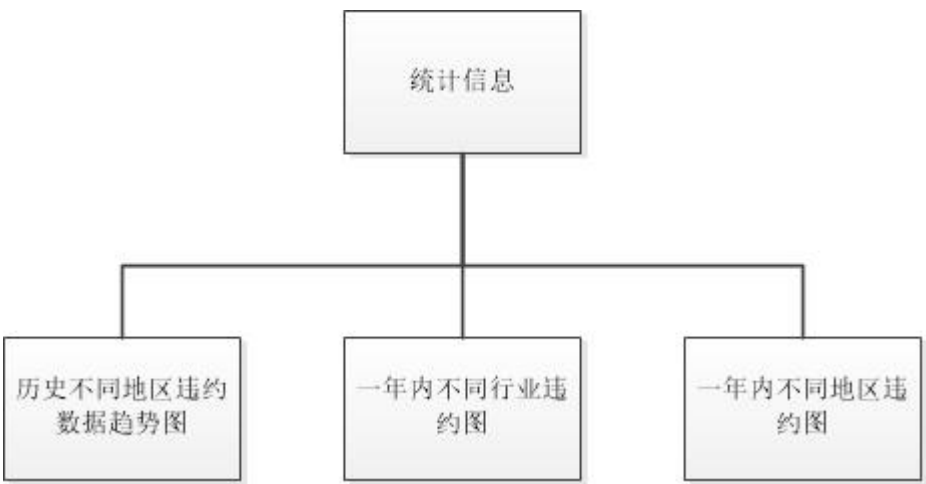 统计信息
历史不同地区违约
数据趋势图
一年内不同行业违
约图
一年内不同地区违
约图